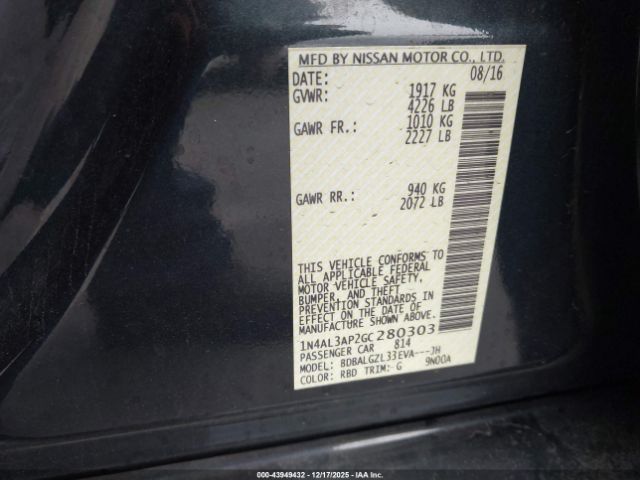 MFD BY NISSAN MOTOR CO., LTD.
DATE: 08/16
GVWR: 1917 KG
4226 LB
GAWR FR.: 1010 KG
2227 LB
GAWR RR.: 940 KG
2072 LB
THIS VEHICLE CONFORMS TO
ALL APPLICABLE FEDERAL
MOTOR VEHICLE SAFETY,
BUMPER, AND THEFT
PREVENTION STANDARDS IN
EFFECT ON THE DATE OF
MANUFACTURE SHOWN ABOVE.
1N4AL3AP2GC280303
PASSENGER CAR 814
MODEL: BDBALGZL33EVA---JH
COLOR: RBD TRIM: G 9N00A
00-43949432 - 12/17/2025 - IAA Inc.